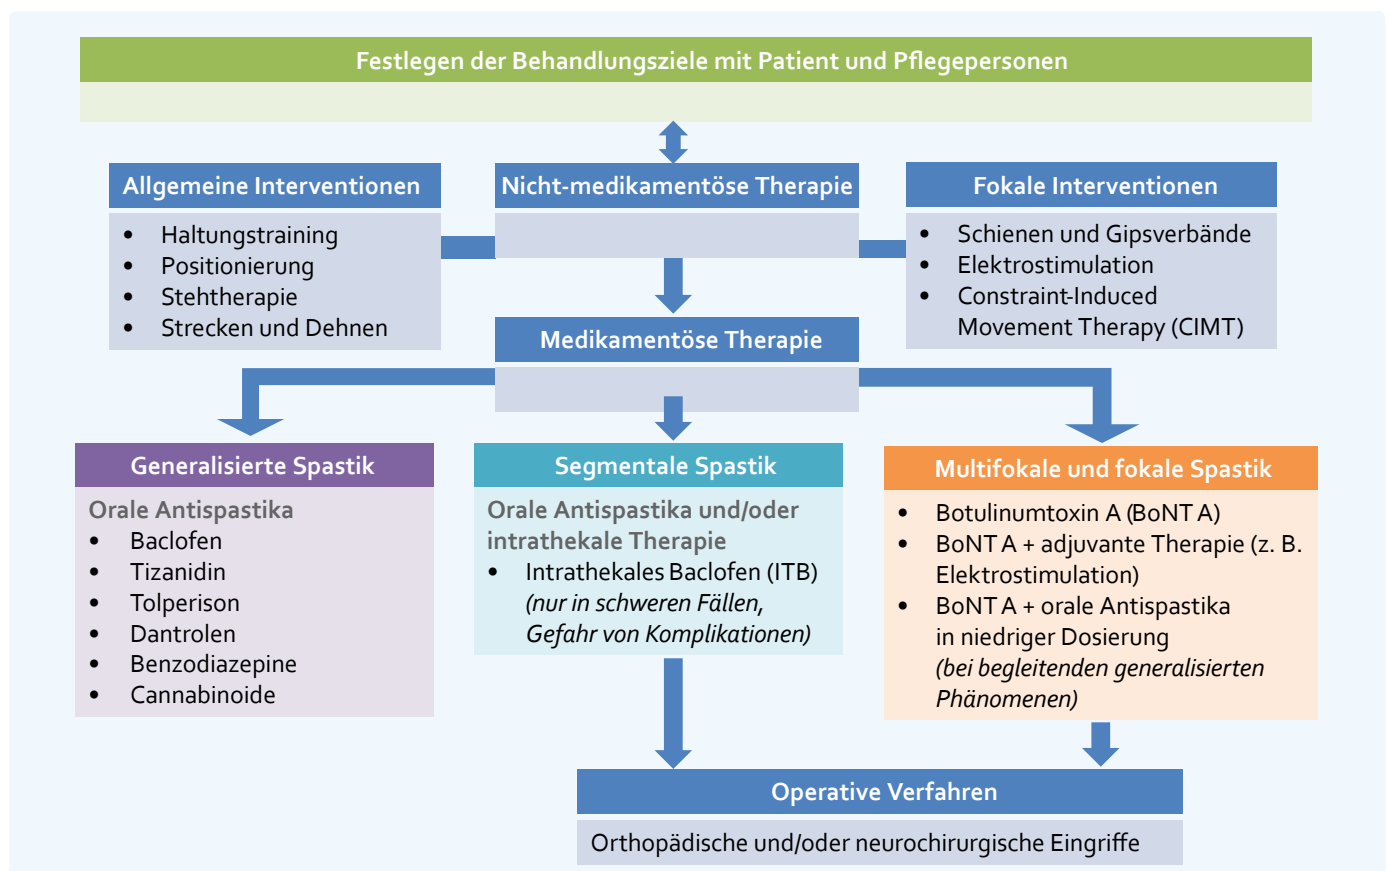 Festlegen der Behandlungsziele mit Patient und Pflegepersonen
Allgemeine Interventionen
• Haltungstraining
• Positionierung
• Stehtherapie
• Strecken und Dehnen
Nicht-medikamentöse Therapie
Fokale Interventionen
• Schienen und Gipsverbände
• Elektrostimulation
• Constraint-Induced
Movement Therapy (CIMT)
Medikamentöse Therapie
Generalisierte Spastik
Orale Antispastika
• Baclofen
• Tizanidin
• Tolperison
• Dantrolen
• Benzodiazepine
• Cannabinoide
Segmentale Spastik
Orale Antispastika und/oder
intrathekale Therapie
• Intrathekales Baclofen (ITB)
(nur in schweren Fällen,
Gefahr von Komplikationen)
Multifokale und fokale Spastik
• Botulinumtoxin A (BoNT A)
• BoNT A + adjuvante Therapie (z. B.
Elektrostimulation)
• BoNT A + orale Antispastika
in niedriger Dosierung
(bei begleitenden generalisierten
Phänomenen)
Operative Verfahren
Orthopädische und/oder neurochirurgische Eingriffe